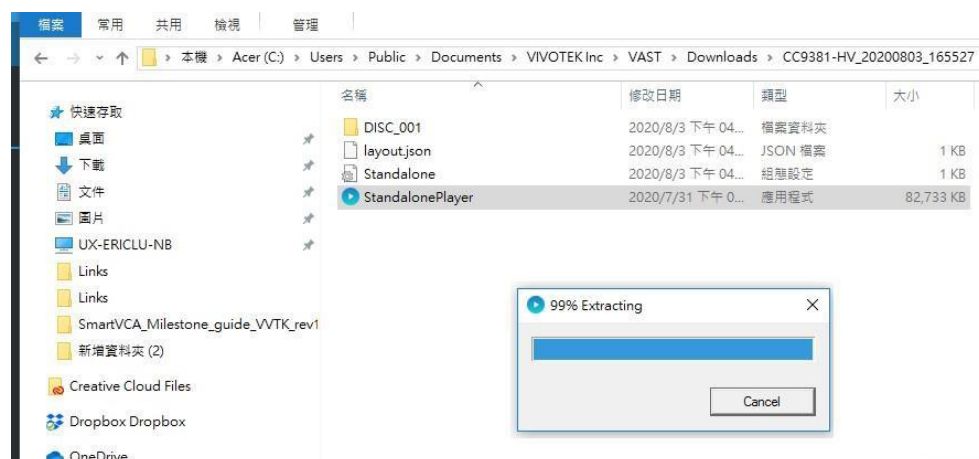 檔案 常用 共用 檢視 管理
本機 > Acer (C:) > Users > Public > Documents > VIVOTEK Inc > VAST > Downloads > CC9381-HV_20200803_165527
名稱 修改日期 類型 大小
快速存取
桌面
下載
文件
圖片
UX-ERICLU-NB
Links
Links
SmartVCA_Milestone_guide_VVTK_rev1
新增資料夾 (2)
Creative Cloud Files
Dropbox Dropbox
OneDrive
DISC_001 2020/8/3 下午 04... 檔案資料夾
layout.json 2020/8/3 下午 04... JSON 檔案 1 KB
Standalone 2020/8/3 下午 04... 組態設定 1 KB
StandalonePlayer 2020/7/31 下午 0... 應用程式 82,733 KB
99% Extracting
Cancel